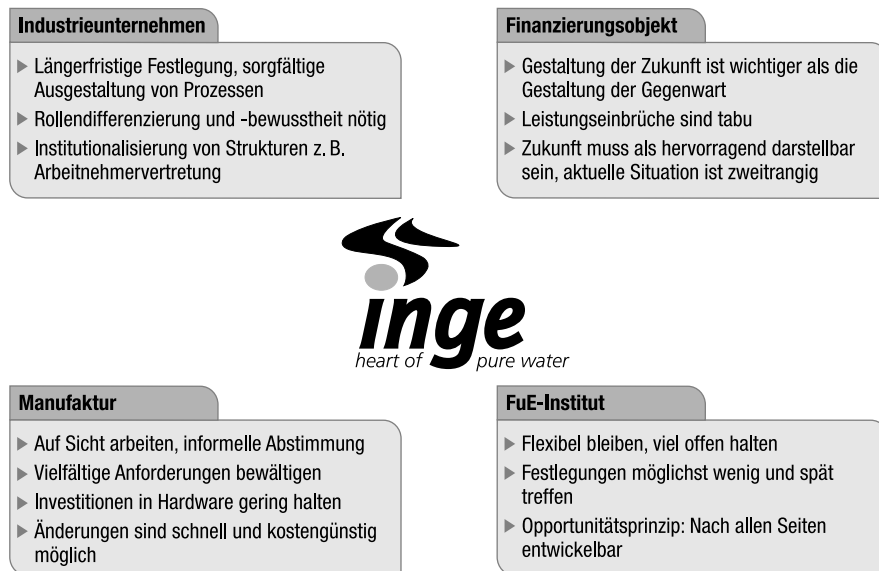 Industrieunternehmen
▶ Längerfristige Festlegung, sorgfältige
Ausgestaltung von Prozessen
▶ Rollendifferenzierung und -bewusstheit nötig
▶ Institutionalisierung von Strukturen z. B.
Arbeitnehmervertretung
Finanzierungsobjekt
▶ Gestaltung der Zukunft ist wichtiger als die
Gestaltung der Gegenwart
▶ Leistungseinbrüche sind tabu
▶ Zukunft muss als hervorragend darstellbar
sein, aktuelle Situation ist zweitrangig
inge
heart of pure water
Manufaktur
▶ Auf Sicht arbeiten, informelle Abstimmung
▶ Vielfältige Anforderungen bewältigen
▶ Investitionen in Hardware gering halten
▶ Änderungen sind schnell und kostengünstig
möglich
FuE-Institut
▶ Flexibel bleiben, viel offen halten
▶ Festlegungen möglichst wenig und spät
treffen
▶ Opportunitätsprinzip: Nach allen Seiten
entwickelbar